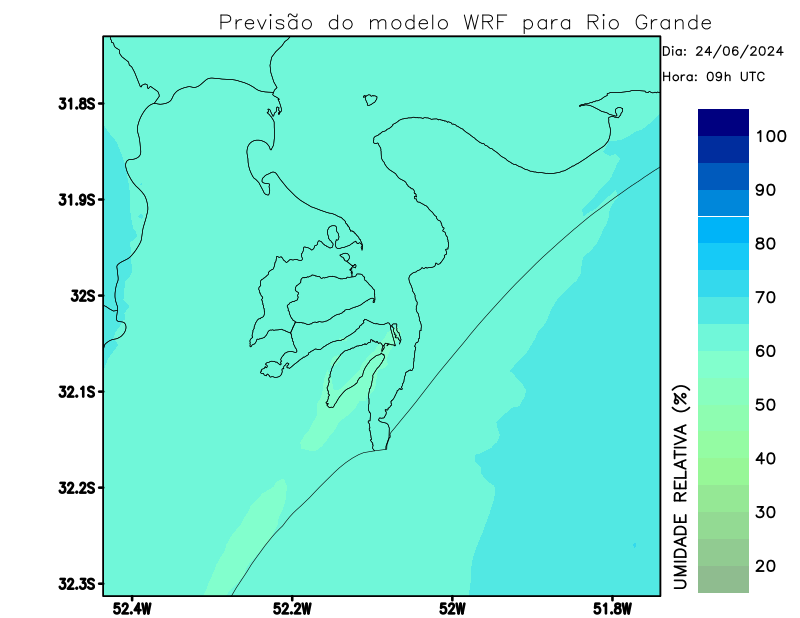 Previsão do modelo WRF para Rio Grande
Dia: 24/06/2024
Hora: 09h UTC
31.8S
31.9S
32S
32.1S
32.2S
32.3S
52.4W
52.2W
52W
51.8W
UMIDADE RELATIVA (%)
100
90
80
70
60
50
40
30
20